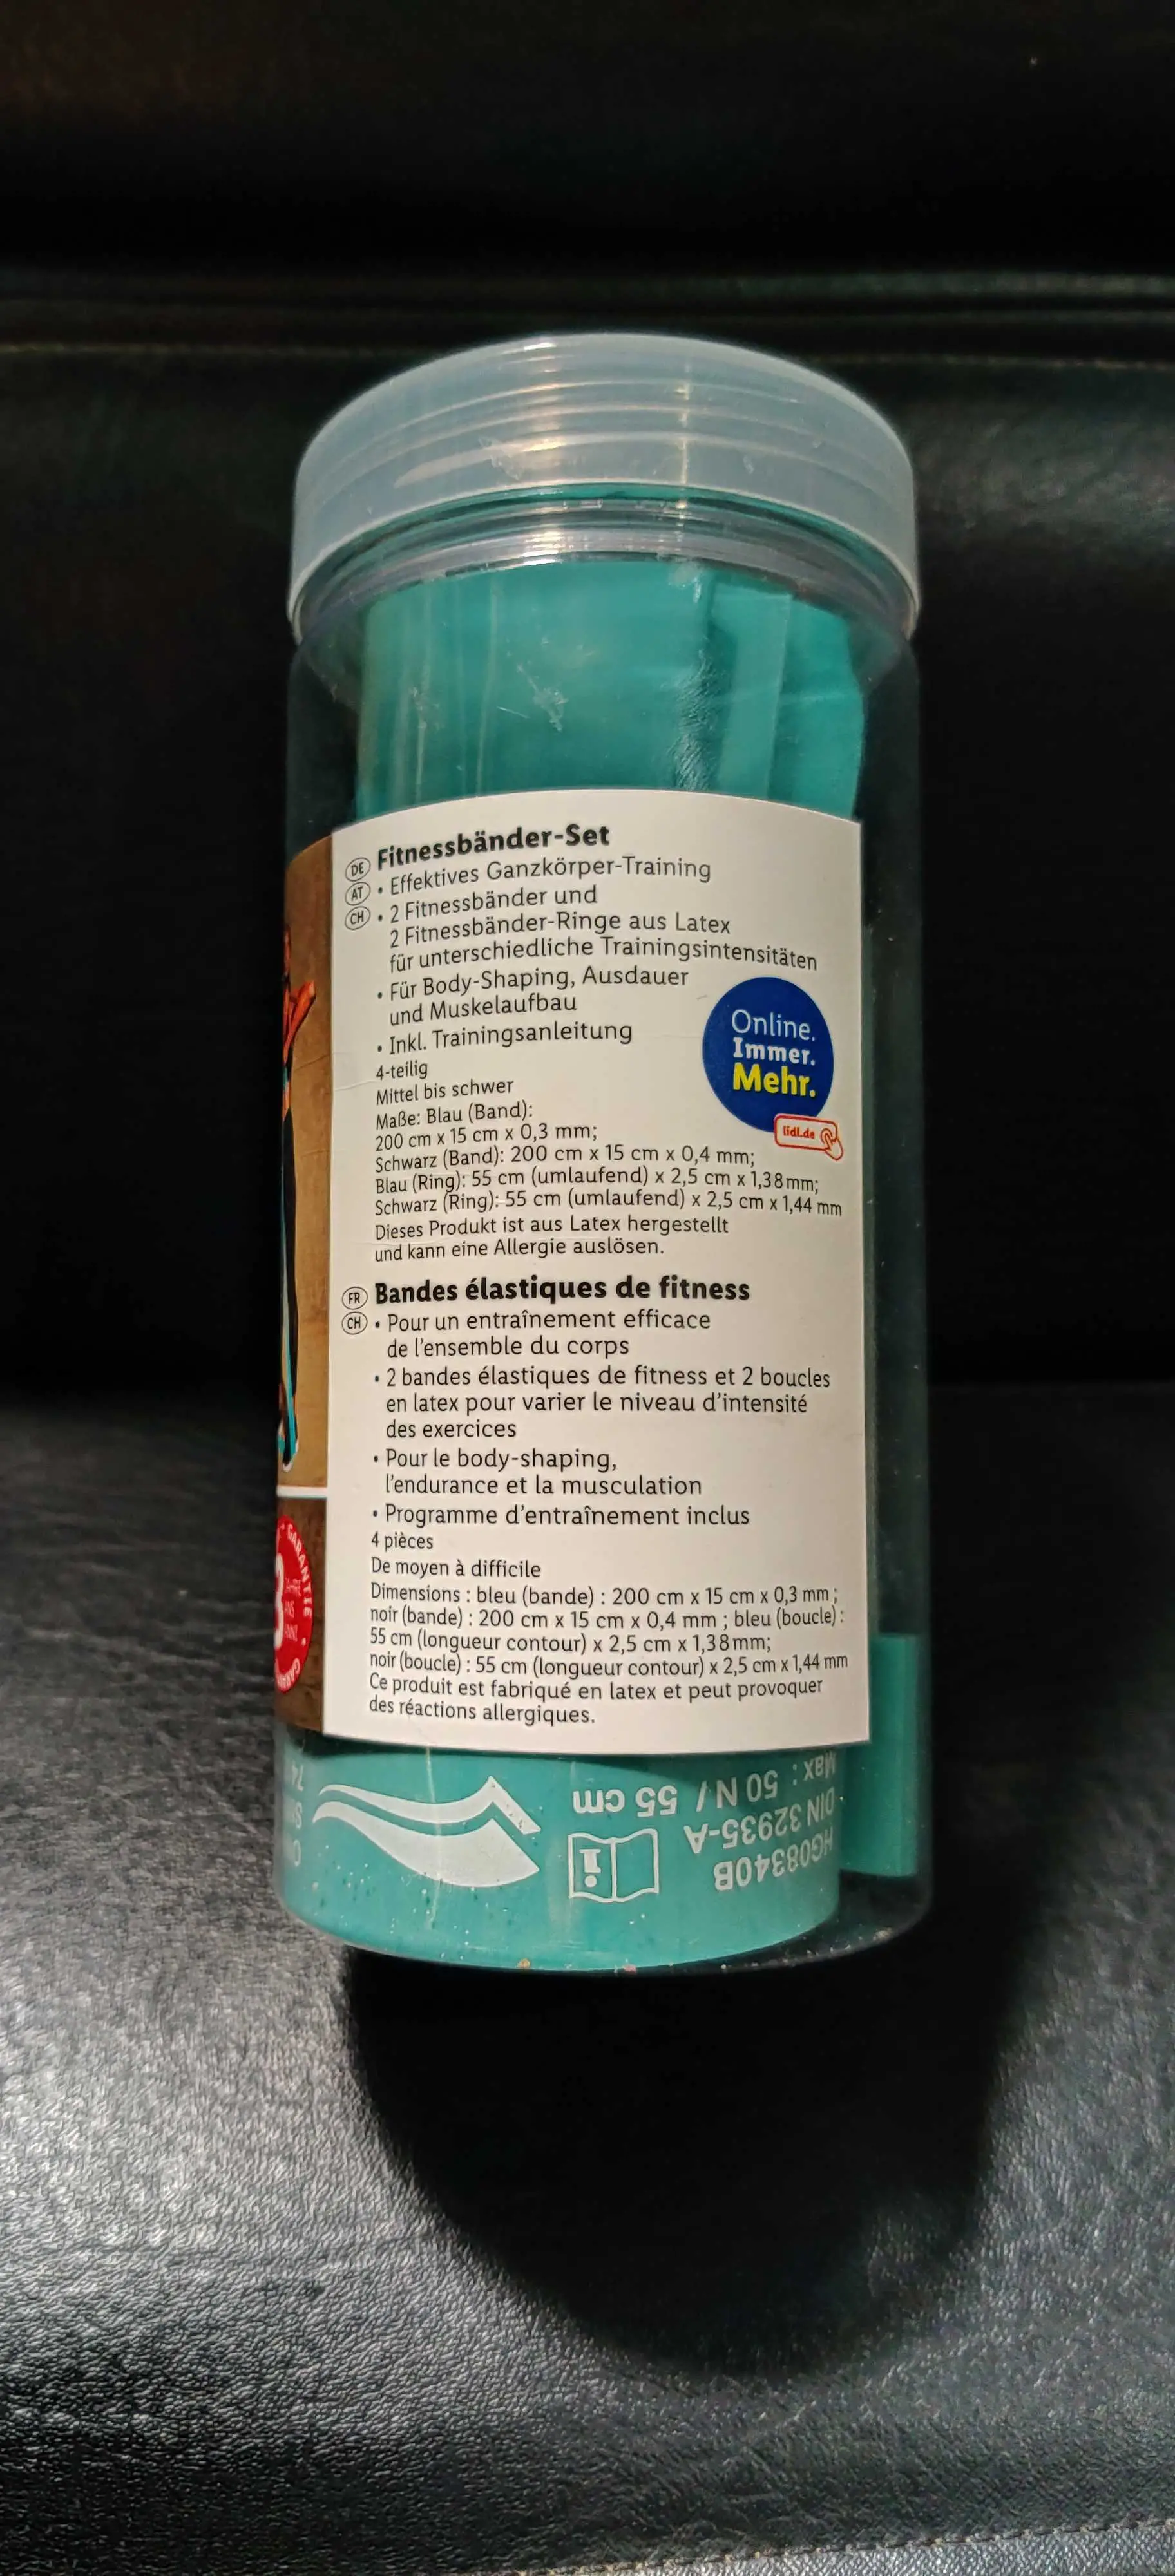 DE
AT
CH
Fitnessbänder-Set
• Effektives Ganzkörper-Training
• 2 Fitnessbänder und
2 Fitnessbänder-Ringe aus Latex
für unterschiedliche Trainingsintensitäten
• Für Body-Shaping, Ausdauer
und Muskelaufbau
• Inkl. Trainingsanleitung
4-teilig
Mittel bis schwer
Maße: Blau (Band):
200 cm x 15 cm x 0,3 mm;
Schwarz (Band): 200 cm x 15 cm x 0,4 mm;
Blau (Ring): 55 cm (umlaufend) x 2,5 cm x 1,38 mm;
Schwarz (Ring): 55 cm (umlaufend) x 2,5 cm x 1,44 mm
Dieses Produkt ist aus Latex hergestellt
und kann eine Allergie auslösen.
Online.
Immer.
Mehr.
lidl.de
FR
CH
Bandes élastiques de fitness
• Pour un entraînement efficace
de l'ensemble du corps
• 2 bandes élastiques de fitness et 2 boucles
en latex pour varier le niveau d'intensité
des exercices
• Pour le body-shaping,
l'endurance et la musculation
• Programme d'entraînement inclus
4 pièces
De moyen à difficile
Dimensions : bleu (bande) : 200 cm x 15 cm x 0,3 mm ;
noir (bande) : 200 cm x 15 cm x 0,4 mm ; bleu (boucle) :
55 cm (longueur contour) x 2,5 cm x 1,38 mm;
noir (boucle) : 55 cm (longueur contour) x 2,5 cm x 1,44 mm
Ce produit est fabriqué en latex et peut provoquer
des réactions allergiques.
GARANTIE
3
HG08340B
DIN 32935-A
Max : 50 N / 55 cm
74